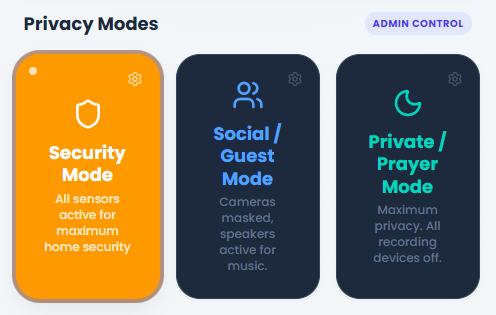 Privacy Modes
ADMIN CONTROL
Security
Mode
All sensors
active for
maximum
home security
Social /
Guest
Mode
Cameras
masked,
speakers
active for
music.
Private /
Prayer
Mode
Maximum
privacy. All
recording
devices off.